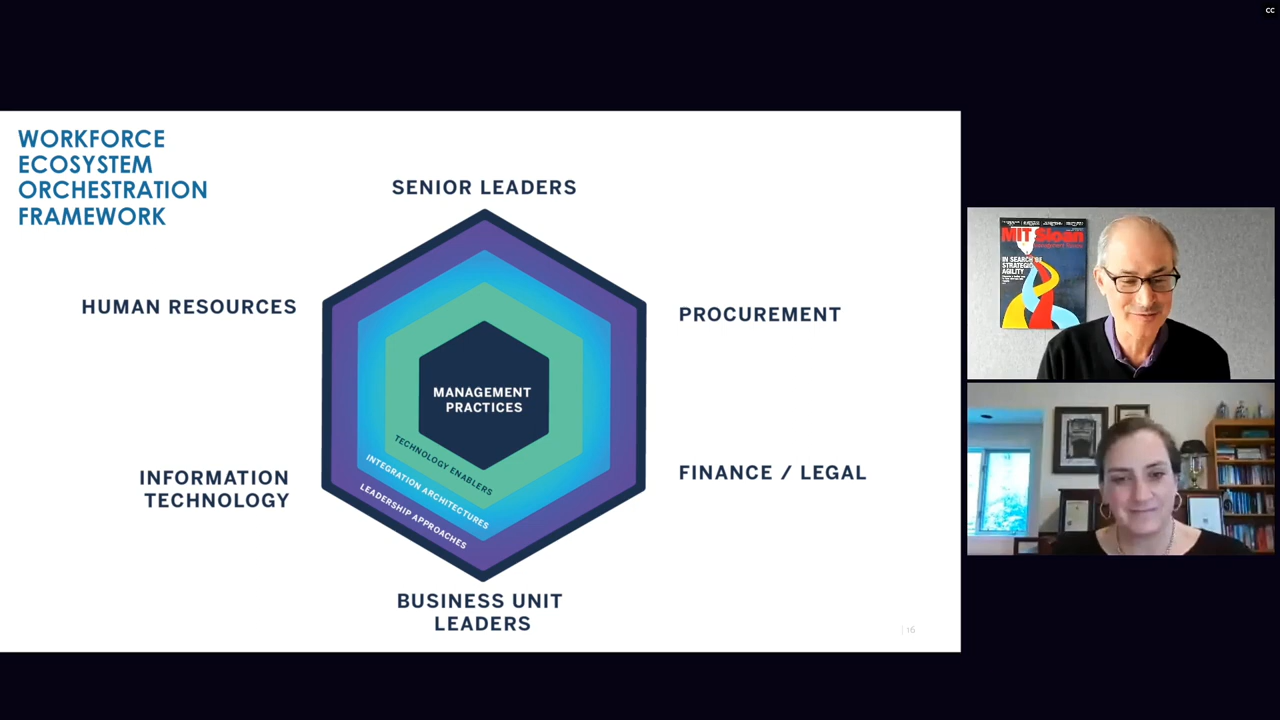 CC
WORKFORCE
ECOSYSTEM
ORCHESTRATION
FRAMEWORK
SENIOR LEADERS
HUMAN RESOURCES
PROCUREMENT
MANAGEMENT
PRACTICES
TECHNOLOGY ENABLERS
INTEGRATION ARCHITECTURES
LEADERSHIP APPROACHES
INFORMATION
TECHNOLOGY
FINANCE / LEGAL
BUSINESS UNIT
LEADERS
| 16
MIT Sloan
IN SEARCH OF
STRATEGIC
AGILITY